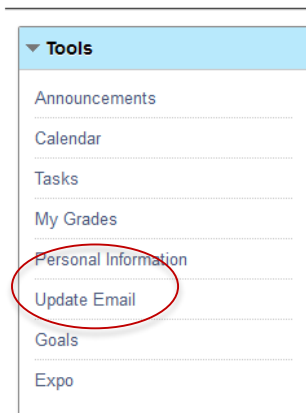 Tools
Announcements
Calendar
Tasks
My Grades
Personal Information
Update Email
Goals
Expo